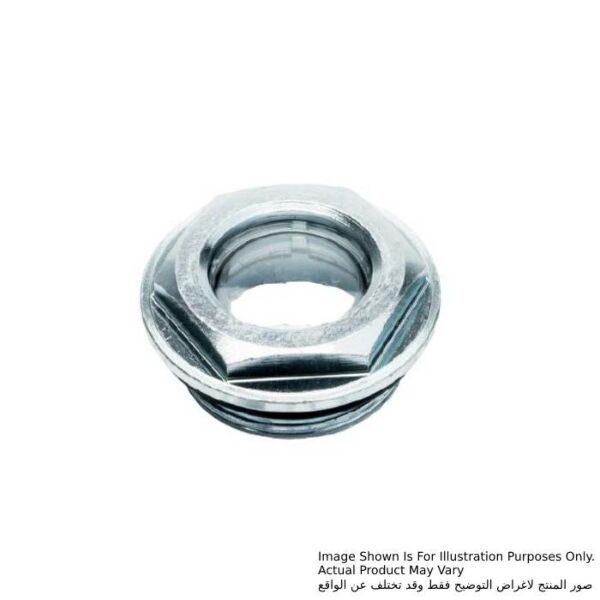 Image Shown Is For Illustration Purposes Only.
Actual Product May Vary
صور المنتج لاغراض التوضيح فقط وقد تختلف عن الواقع